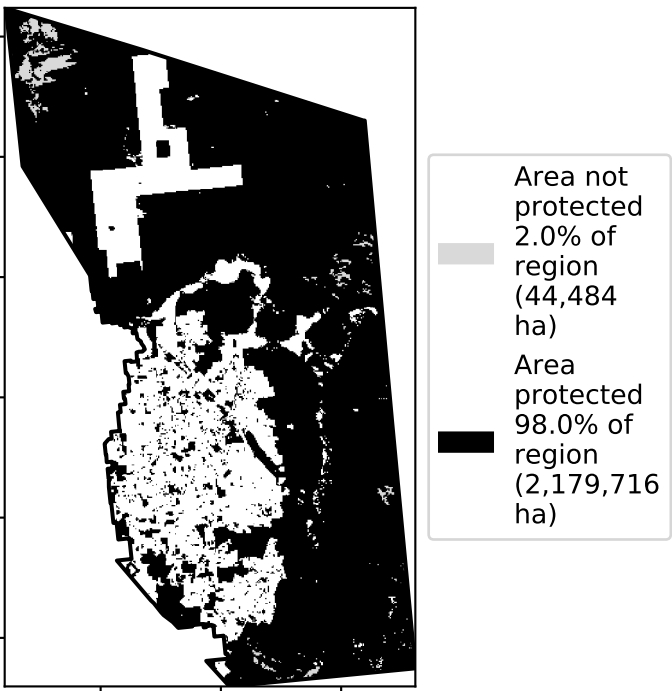 Area not
protected
2.0% of
region
(44,484
ha)
Area
protected
98.0% of
region
(2,179,716
ha)